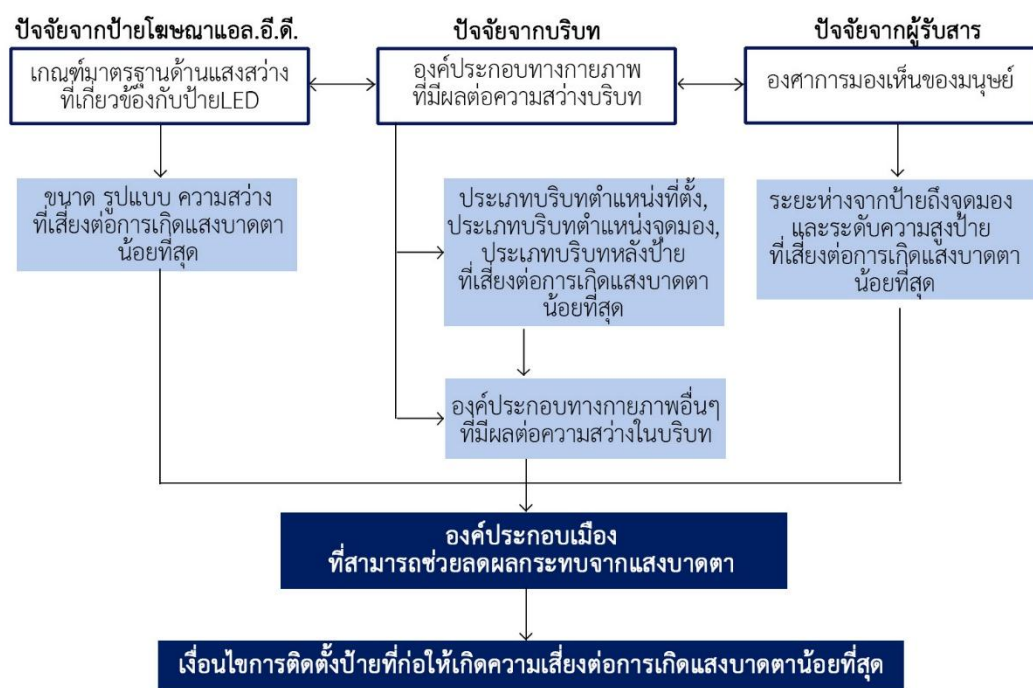 ปัจจัยจากป้ายโฆษณาแอล.อี.ดี.
ปัจจัยจากบริบท
ปัจจัยจากผู้รับสาร
เกณฑ์มาตรฐานด้านแสงสว่าง
ที่เกี่ยวข้องกับป้ายLED
องค์ประกอบทางกายภาพ
ที่มีผลต่อความสว่างบริบท
องศาการมองเห็นของมนุษย์
ขนาด รูปแบบ ความสว่าง
ที่เสี่ยงต่อการเกิดแสงบาดตา
น้อยที่สุด
ประเภทบริบทตำแหน่งที่ตั้ง,
ประเภทบริบทตำแหน่งจุดมอง,
ประเภทบริบทหลังป้าย
ที่เสี่ยงต่อการเกิดแสงบาดตา
น้อยที่สุด
ระยะห่างจากป้ายถึงจุดมอง
และระดับความสูงป้าย
ที่เสี่ยงต่อการเกิดแสงบาดตา
น้อยที่สุด
องค์ประกอบทางกายภาพอื่นๆ
ที่มีผลต่อความสว่างในบริบท
องค์ประกอบเมือง
ที่สามารถช่วยลดผลกระทบจากแสงบาดตา
เงื่อนไขการติดตั้งป้ายที่ก่อให้เกิดความเสี่ยงต่อการเกิดแสงบาดตาน้อยที่สุด